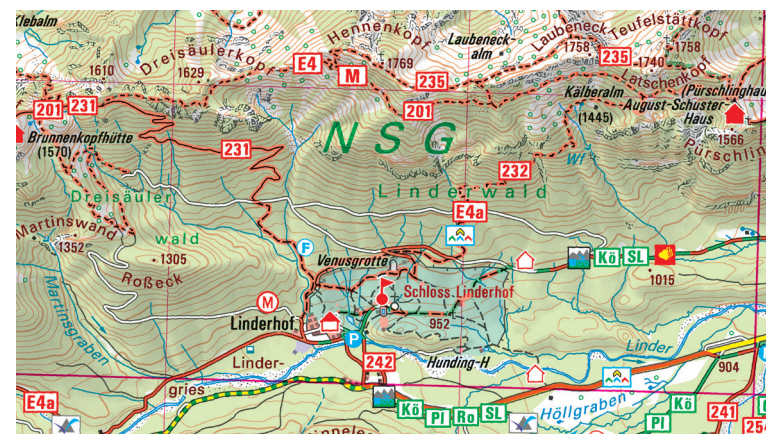 Klebalm
Dreisäulerkopf
1610
1629
E4
M
Hennenkopf
1769
Laubeneck-
alm
Laubeneck
1758
Teufelstättkopf
1758
1740
235
235
Latschenkopf
201
231
201
Brunnenkopfhütte
(1570)
231
NSG
Kälberalm
(1445)
(Pürschlinghaus)
August-Schuster-
Haus
1566
Pürschling
Wf
232
Linderwald
E4a
Dreisäuler
wald
Martinswand
1352
1305
Roßeck
F
Venusgrotte
Schloss Linderhof
Kö
SL
1015
Martinsgraben
M
Linderhof
P
952
Linder
Linder-
gries
242
Hunding-H
904
E4a
Kö
Pl
Ro
SL
Höllgraben
Kö
Pl
241
254